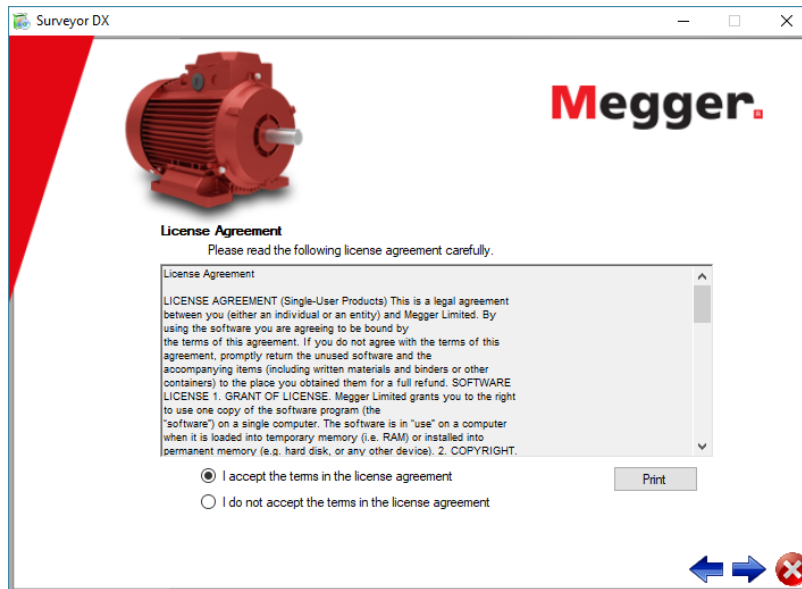 Surveyor DX
Megger.
License Agreement
Please read the following license agreement carefully.
License Agreement
LICENSE AGREEMENT (Single-User Products) This is a legal agreement
between you (either an individual or an entity) and Megger Limited. By
using the software you are agreeing to be bound by
the terms of this agreement. If you do not agree with the terms of this
agreement, promptly return the unused software and the
accompanying items (including written materials and binders or other
containers) to the place you obtained them for a full refund. SOFTWARE
LICENSE 1. GRANT OF LICENSE. Megger Limited grants you to the right
to use one copy of the software program (the
"software") on a single computer. The software is in "use" on a computer
when it is loaded into temporary memory (i.e. RAM) or installed into
permanent memory (e.g. hard disk, or any other device). 2. COPYRIGHT.
I accept the terms in the license agreement
Print
I do not accept the terms in the license agreement